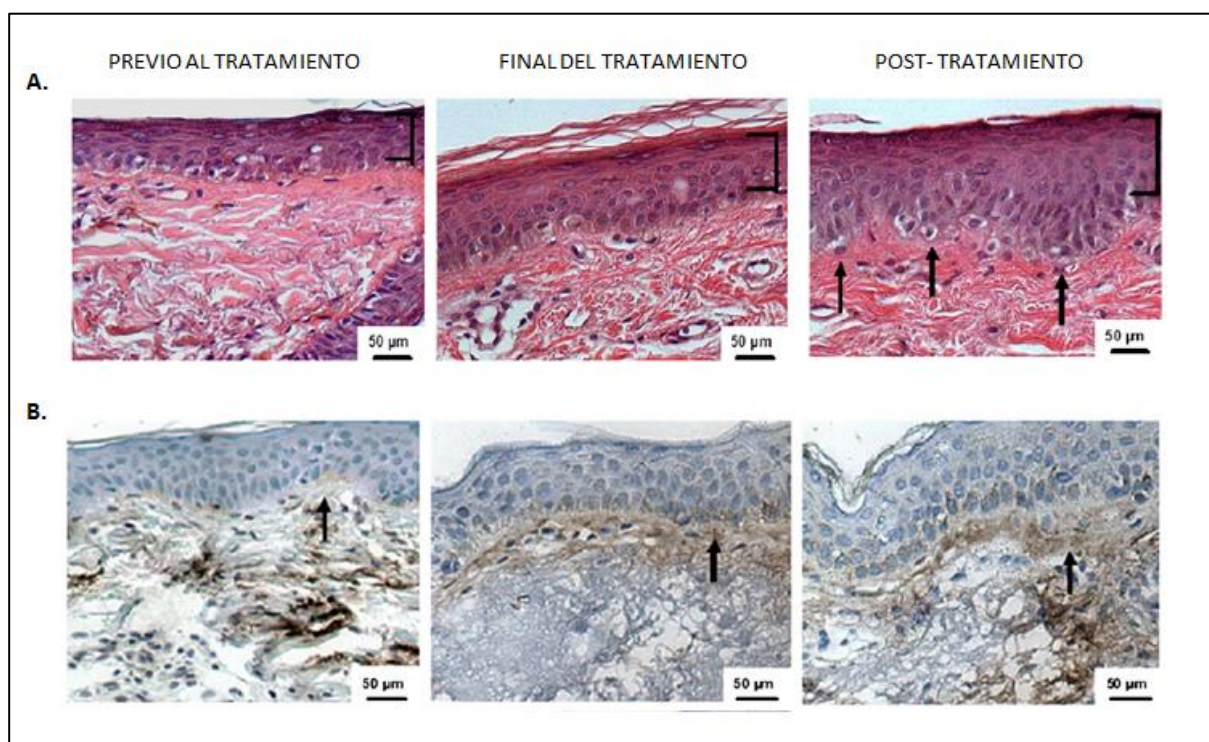 PREVIO AL TRATAMIENTO FINAL DEL TRATAMIENTO POST- TRATAMIENTO
A.
50 µm 50 µm 50 µm
B.
50 µm 50 µm 50 µm